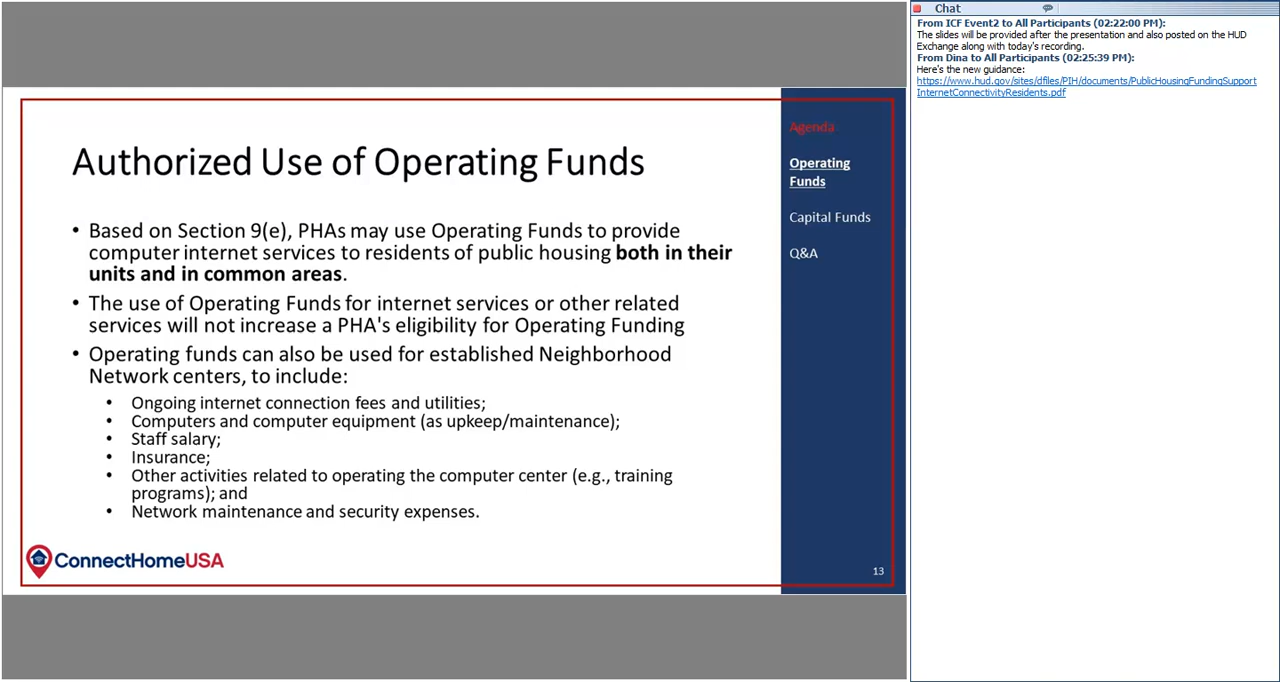 Authorized Use of Operating Funds
• Based on Section 9(e), PHAs may use Operating Funds to provide
computer internet services to residents of public housing both in their
units and in common areas.
• The use of Operating Funds for internet services or other related
services will not increase a PHA's eligibility for Operating Funding
• Operating funds can also be used for established Neighborhood
Network centers, to include:
• Ongoing internet connection fees and utilities;
• Computers and computer equipment (as upkeep/maintenance);
• Staff salary;
• Insurance;
• Other activities related to operating the computer center (e.g., training
programs); and
• Network maintenance and security expenses.
ConnectHomeUSA
Agenda
Operating
Funds
Capital Funds
Q&A
13
Chat
From ICF Event2 to All Participants (02:22:00 PM):
The slides will be provided after the presentation and also posted on the HUD
Exchange along with today's recording.
From Dina to All Participants (02:25:39 PM):
Here's the new guidance:
https://www.hud.gov/sites/dfiles/PIH/documents/PublicHousingFundingSupport
InternetConnectivityResidents.pdf